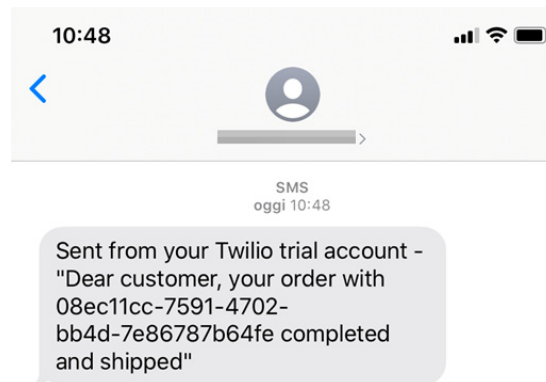 10:48
SMS
oggi 10:48
Sent from your Twilio trial account -
"Dear customer, your order with
08ec11cc-7591-4702-
bb4d-7e86787b64fe completed
and shipped"